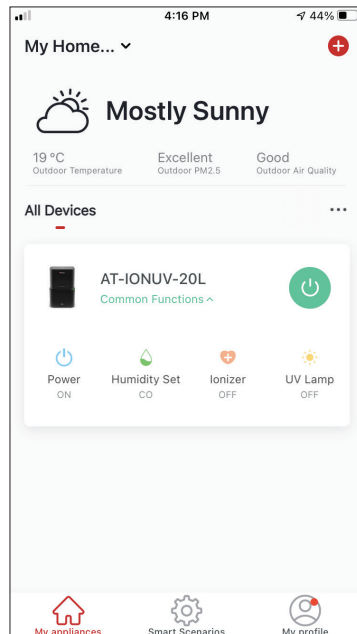 4:16 PM
44%
My Home...
Mostly Sunny
19 °C
Excellent
Good
Outdoor Temperature
Outdoor PM2.5
Outdoor Air Quality
All Devices
AT-IONUV-20L
Common Functions
Power
Humidity Set
Ionizer
UV Lamp
ON
CO
OFF
OFF
My appliances
Smart Scenarios
My profile